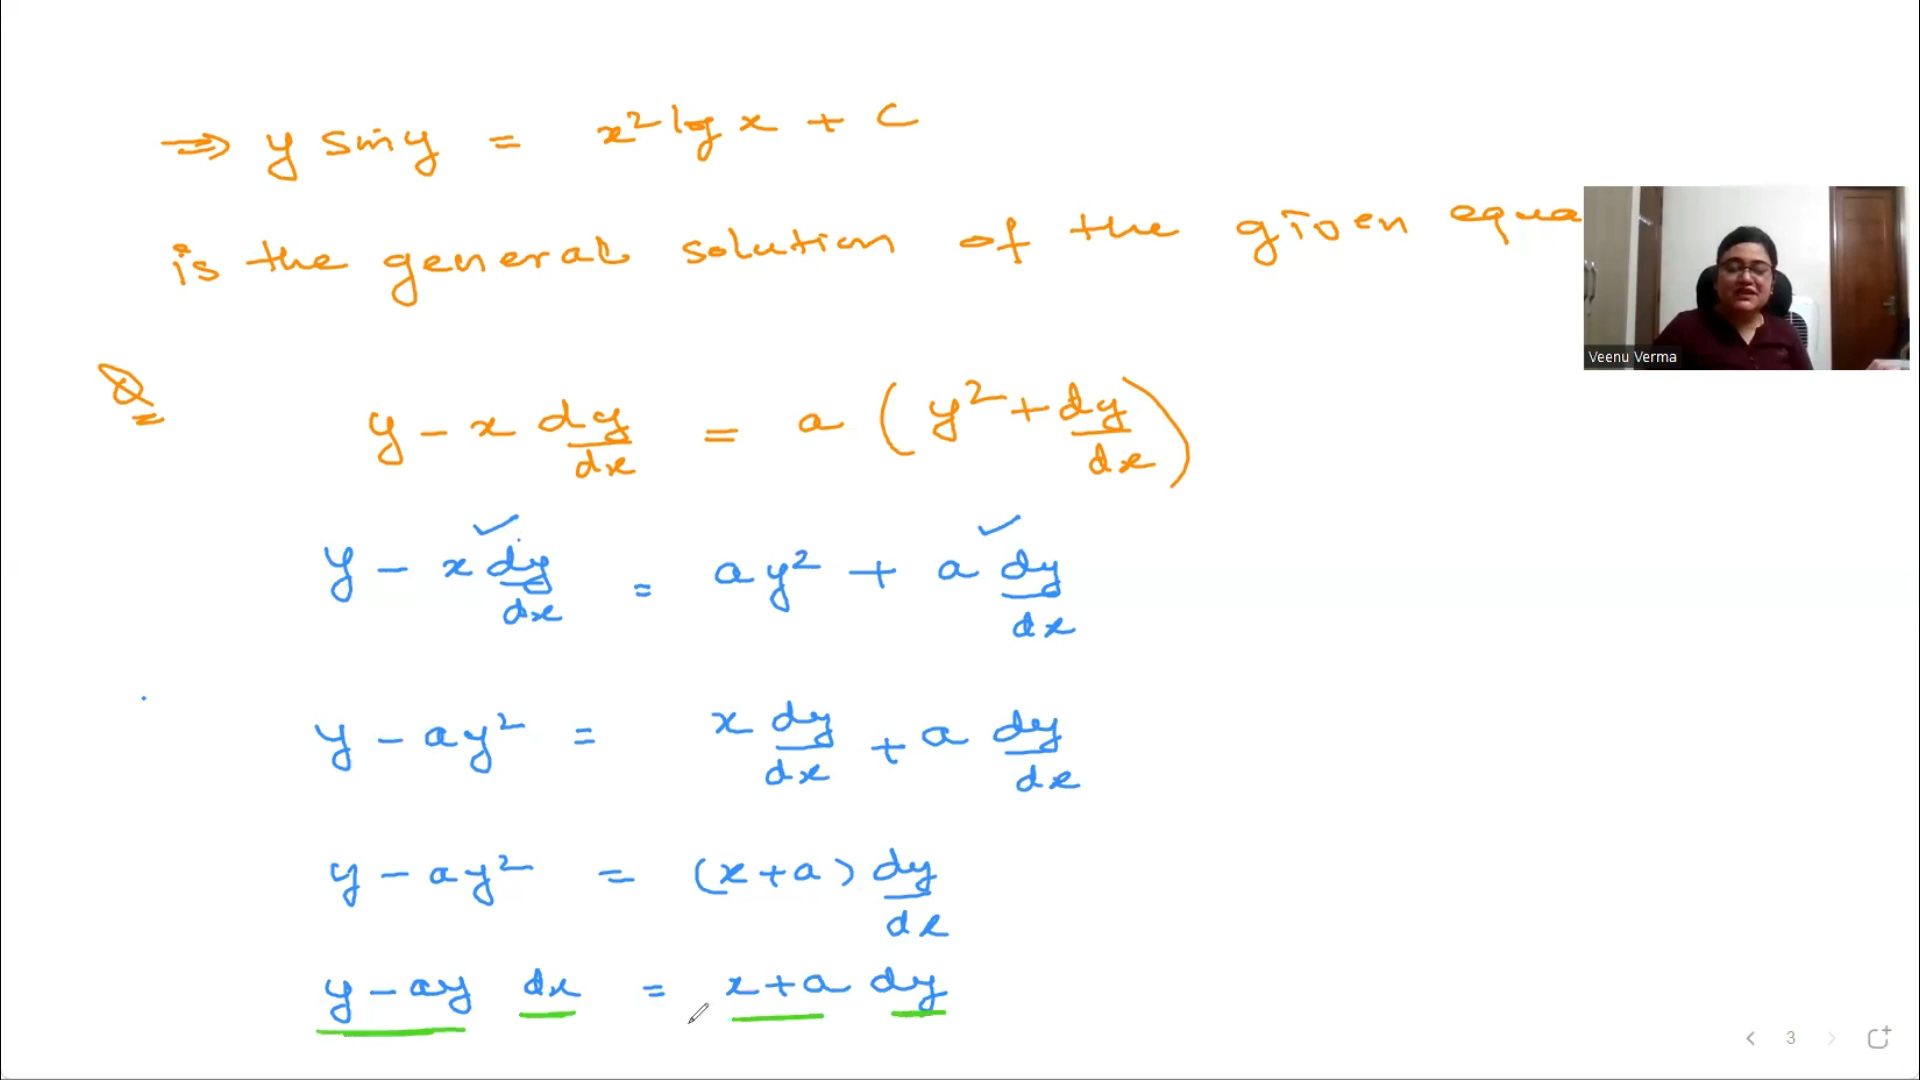 ⇒ y sin y = x² log x + c
is the general solution of the given equa
Veenu Verma
Q y - x dy/dx = a (y² + dy/dx)
y - x dy/dx = ay² + a dy/dx
y - ay² = x dy/dx + a dy/dx
y - ay² = (x+a) dy/dx
y - ay dx = x+a dy
3